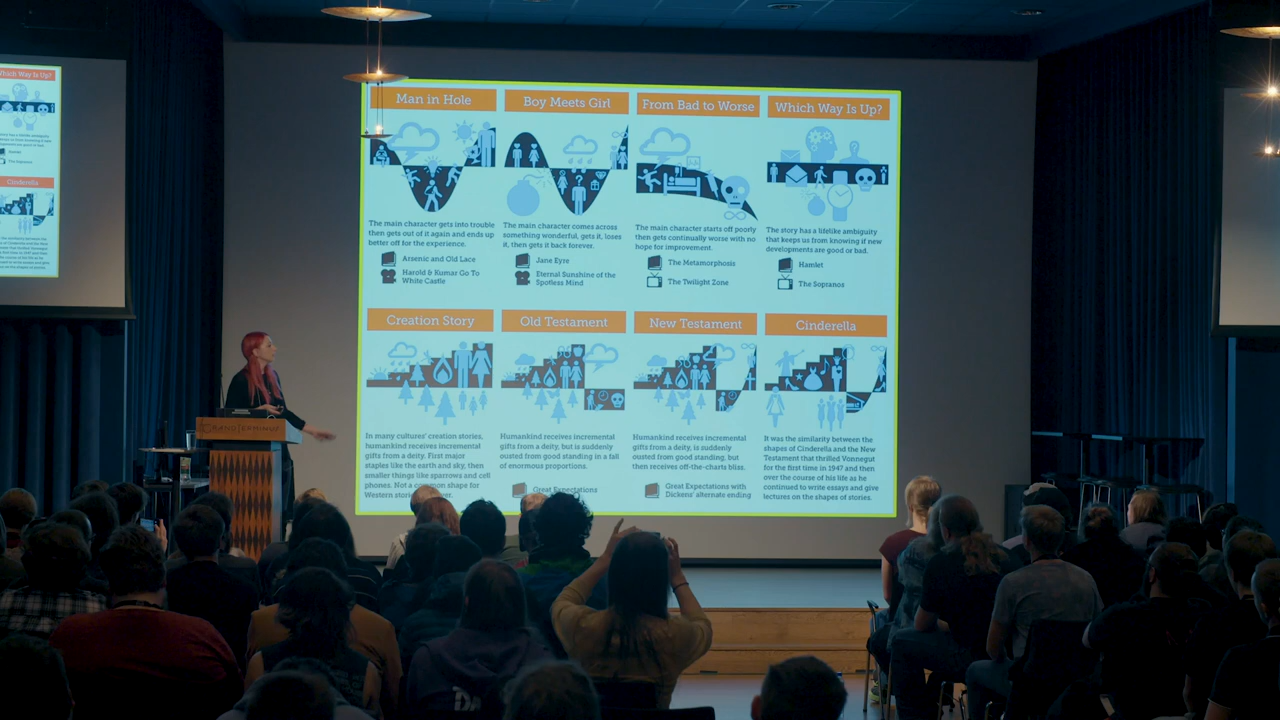 Which Way Is Up?
Hamlet
The Sopranos
Cinderella
Man in Hole
Boy Meets Girl
From Bad to Worse
Which Way Is Up?
The main character gets into trouble
then gets out of it again and ends up
better off for the experience.
Arsenic and Old Lace
Harold & Kumar Go To
White Castle
The main character comes across
something wonderful, gets it, loses
it, then gets it back forever.
Jane Eyre
Eternal Sunshine of the
Spotless Mind
The main character starts off poorly
then gets continually worse with no
hope for improvement.
The Metamorphosis
The Twilight Zone
The story has a lifelike ambiguity
that keeps us from knowing if new
developments are good or bad.
Hamlet
The Sopranos
Creation Story
Old Testament
New Testament
Cinderella
In many cultures' creation stories,
humankind receives incremental
gifts from a deity. First major
staples like the earth and sky, then
smaller things like sparrows and cell
phones. Not a common shape for
Western
Humankind receives incremental
gifts from a deity, but is suddenly
ousted from good standing in a fall
of enormous proportions.
Great Expectations
Humankind receives incremental
gifts from a deity, is suddenly
ousted from good standing, but
then receives off-the-charts bliss.
Great Expectations with
Dickens' alternate ending
It was the similarity between the
shapes of Cinderella and the New
Testament that thrilled Vonnegut
for the first time in 1947 and then
over the course of his life as he
continued to write essays and give
lectures on the shapes of stories.